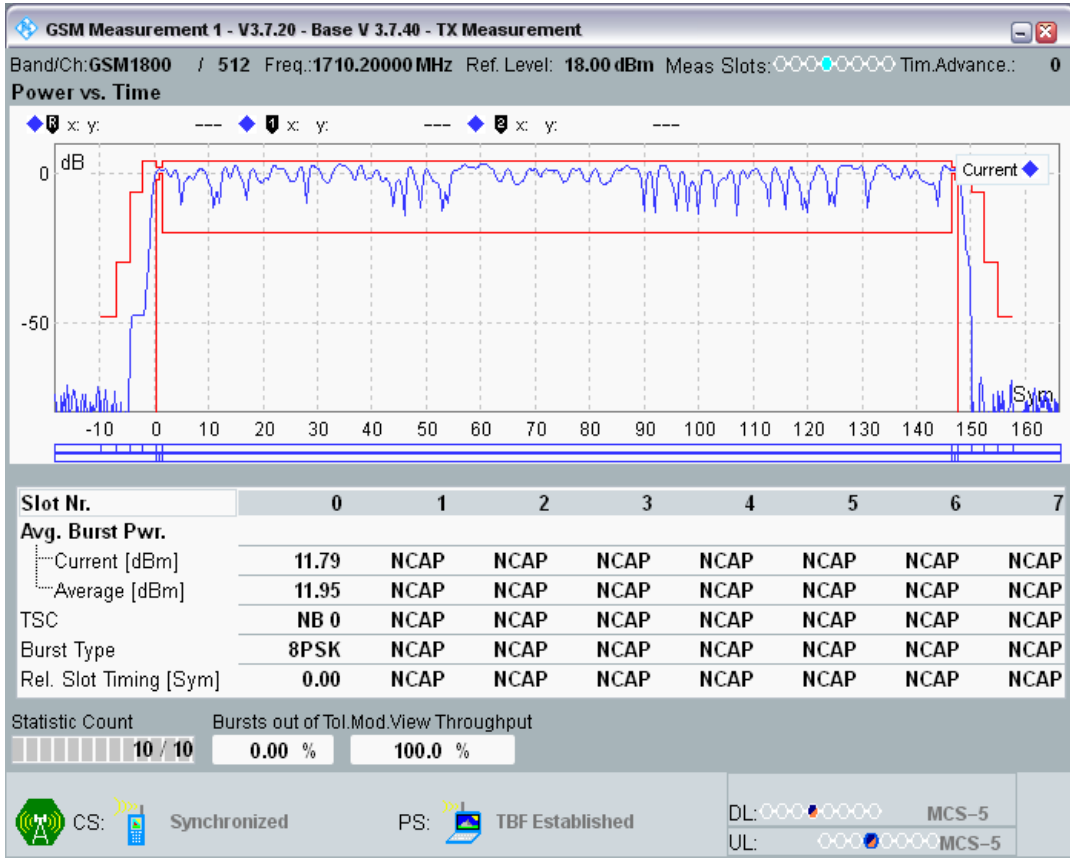 GSM Measurement 1 - V3.7.20 - Base V 3.7.40 - TX Measurement
Band/Ch:GSM1800 / 512 Freq.:1710.20000 MHz Ref. Level: 18.00 dBm Meas Slots: Tim.Advance.: 0
Power vs. Time
R x: y: --- 1 x: y: --- 2 x: y: ---
dB
Current
0
-50
Sym
-10 0 10 20 30 40 50 60 70 80 90 100 110 120 130 140 150 160
Slot Nr. 0 1 2 3 4 5 6 7
Avg. Burst Pwr.
Current [dBm] 11.79 NCAP NCAP NCAP NCAP NCAP NCAP NCAP
Average [dBm] 11.95 NCAP NCAP NCAP NCAP NCAP NCAP NCAP
TSC NB 0 NCAP NCAP NCAP NCAP NCAP NCAP NCAP
Burst Type 8PSK NCAP NCAP NCAP NCAP NCAP NCAP NCAP
Rel. Slot Timing [Sym] 0.00 NCAP NCAP NCAP NCAP NCAP NCAP NCAP
Statistic Count Bursts out of Tol.Mod.View Throughput
10 / 10 0.00 % 100.0 %
CS: Synchronized PS: TBF Established DL: MCS-5
UL: MCS-5